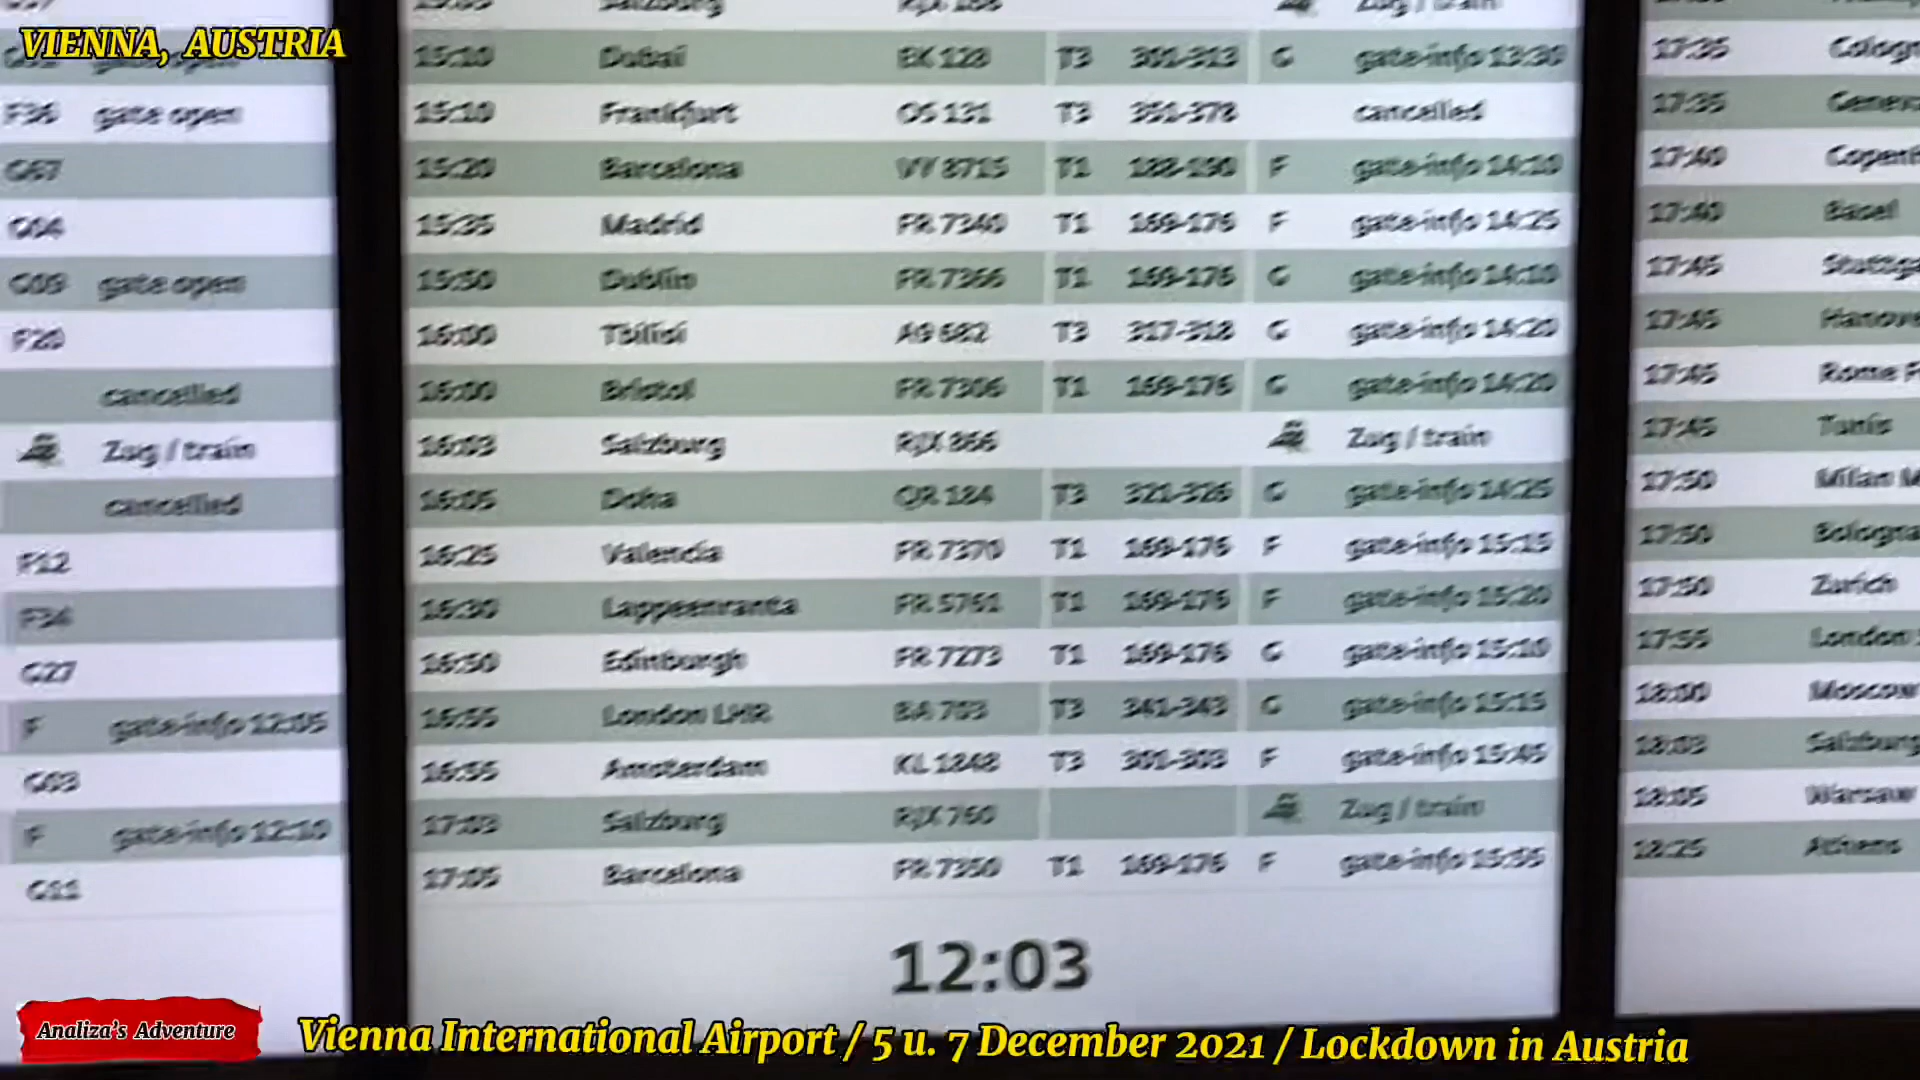 VIENNA, AUSTRIA
gate open
F36 gate open
G67
G04
G09 gate open
F20
cancelled
Zug / train
cancelled
F12
F34
G27
F gate-info 12:05
G03
F gate-info 12:10
G11
Salzburg Zug / train
15:10 Dubai EK 128 T3 301-313 G gate-info 13:30
15:10 Frankfurt OS 131 T3 351-378 cancelled
15:20 Barcelona VY 8715 T1 182-190 F gate-info 14:10
15:35 Madrid FR 7340 T1 169-176 F gate-info 14:25
15:50 Dublin FR 7366 T1 169-176 G gate-info 14:10
16:00 Tbilisi A9 682 T3 317-318 G gate-info 14:20
16:00 Bristol FR 7306 T1 169-176 G gate-info 14:20
16:03 Salzburg RJX 866 Zug / train
16:05 Doha QR 184 T3 321-326 G gate-info 14:25
16:25 Valencia FR 7370 T1 169-176 F gate-info 15:15
16:30 Lappeenranta FR 5761 T1 169-176 F gate-info 15:20
16:50 Edinburgh FR 7273 T1 169-176 G gate-info 15:10
16:55 London LHR BA 703 T3 341-343 G gate-info 15:15
16:55 Amsterdam KL 1848 T3 301-303 F gate-info 15:45
17:03 Salzburg RJX 760 Zug / train
17:05 Barcelona FR 7350 T1 169-176 F gate-info 15:55
12:03
17:35 Cologn
17:35 Geneva
17:40 Copenh
17:40 Basel
17:45 Stuttga
17:45 Hanove
17:45 Rome F
17:45 Tunis
17:50 Milan M
17:50 Bologna
17:50 Zurich
17:55 London
18:00 Moscow
18:03 Salzburg
18:05 Warsaw
18:25 Athens
Analiza's Adventure
Vienna International Airport / 5 u. 7 December 2021 / Lockdown in Austria